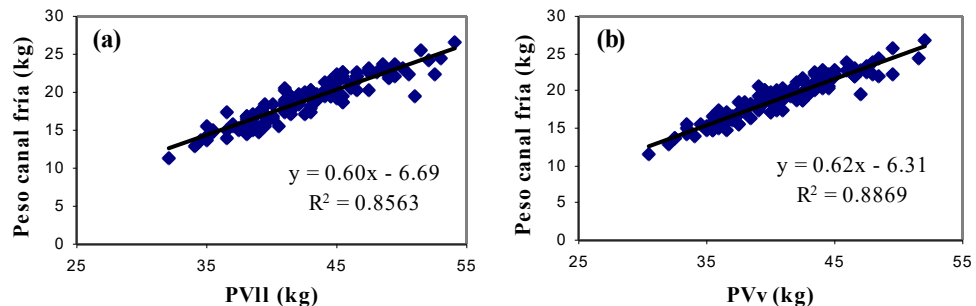 (a)
Peso canal fría (kg)
30
25
20
15
10
5
0
y = 0.60x - 6.69
R² = 0.8563
25 35 45 55
PVll (kg)
(b)
Peso canal fría (kg)
30
25
20
15
10
5
0
y = 0.62x - 6.31
R² = 0.8869
25 35 45 55
PVv (kg)